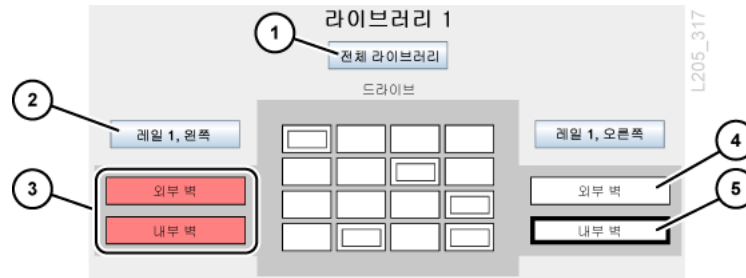 라이브러리 1
1
전체 라이브러리
L205_317
드라이브
2
레일 1, 왼쪽
레일 1, 오른쪽
4
3
외부 벽
외부 벽
5
내부 벽
내부 벽